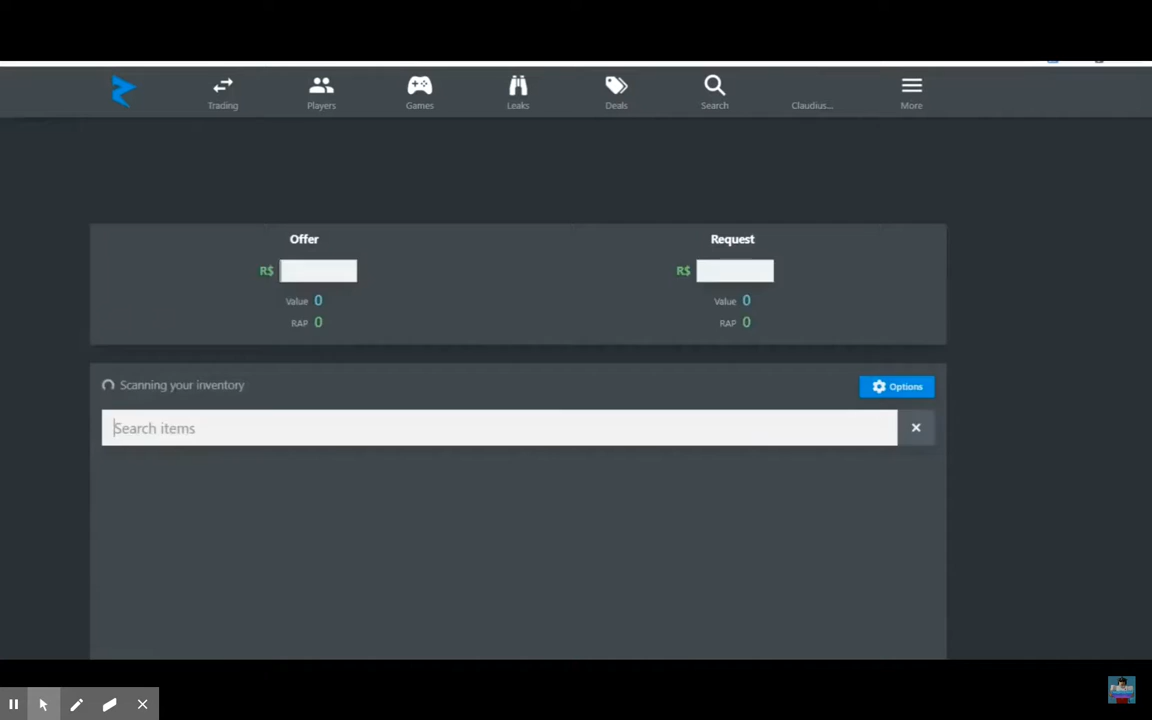 Trading Players Games Leaks Deals Search Claudius... More
Offer Request
R$ R$
Value 0 Value 0
RAP 0 RAP 0
Scanning your inventory Options
Search items